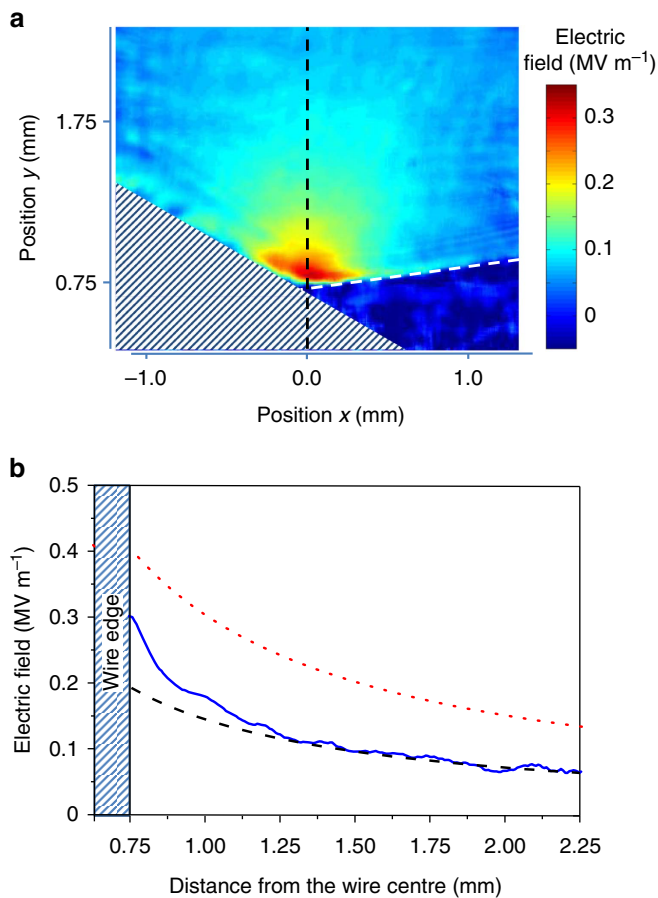 a
Electric
field (MV m⁻¹)
1.75
0.75
Position y (mm)
0.3
0.2
0.1
0
–1.0
0.0
1.0
Position x (mm)
b
0.5
0.4
0.3
0.2
0.1
0
Electric field (MV m⁻¹)
Wire edge
0.75
1.00
1.25
1.50
1.75
2.00
2.25
Distance from the wire centre (mm)